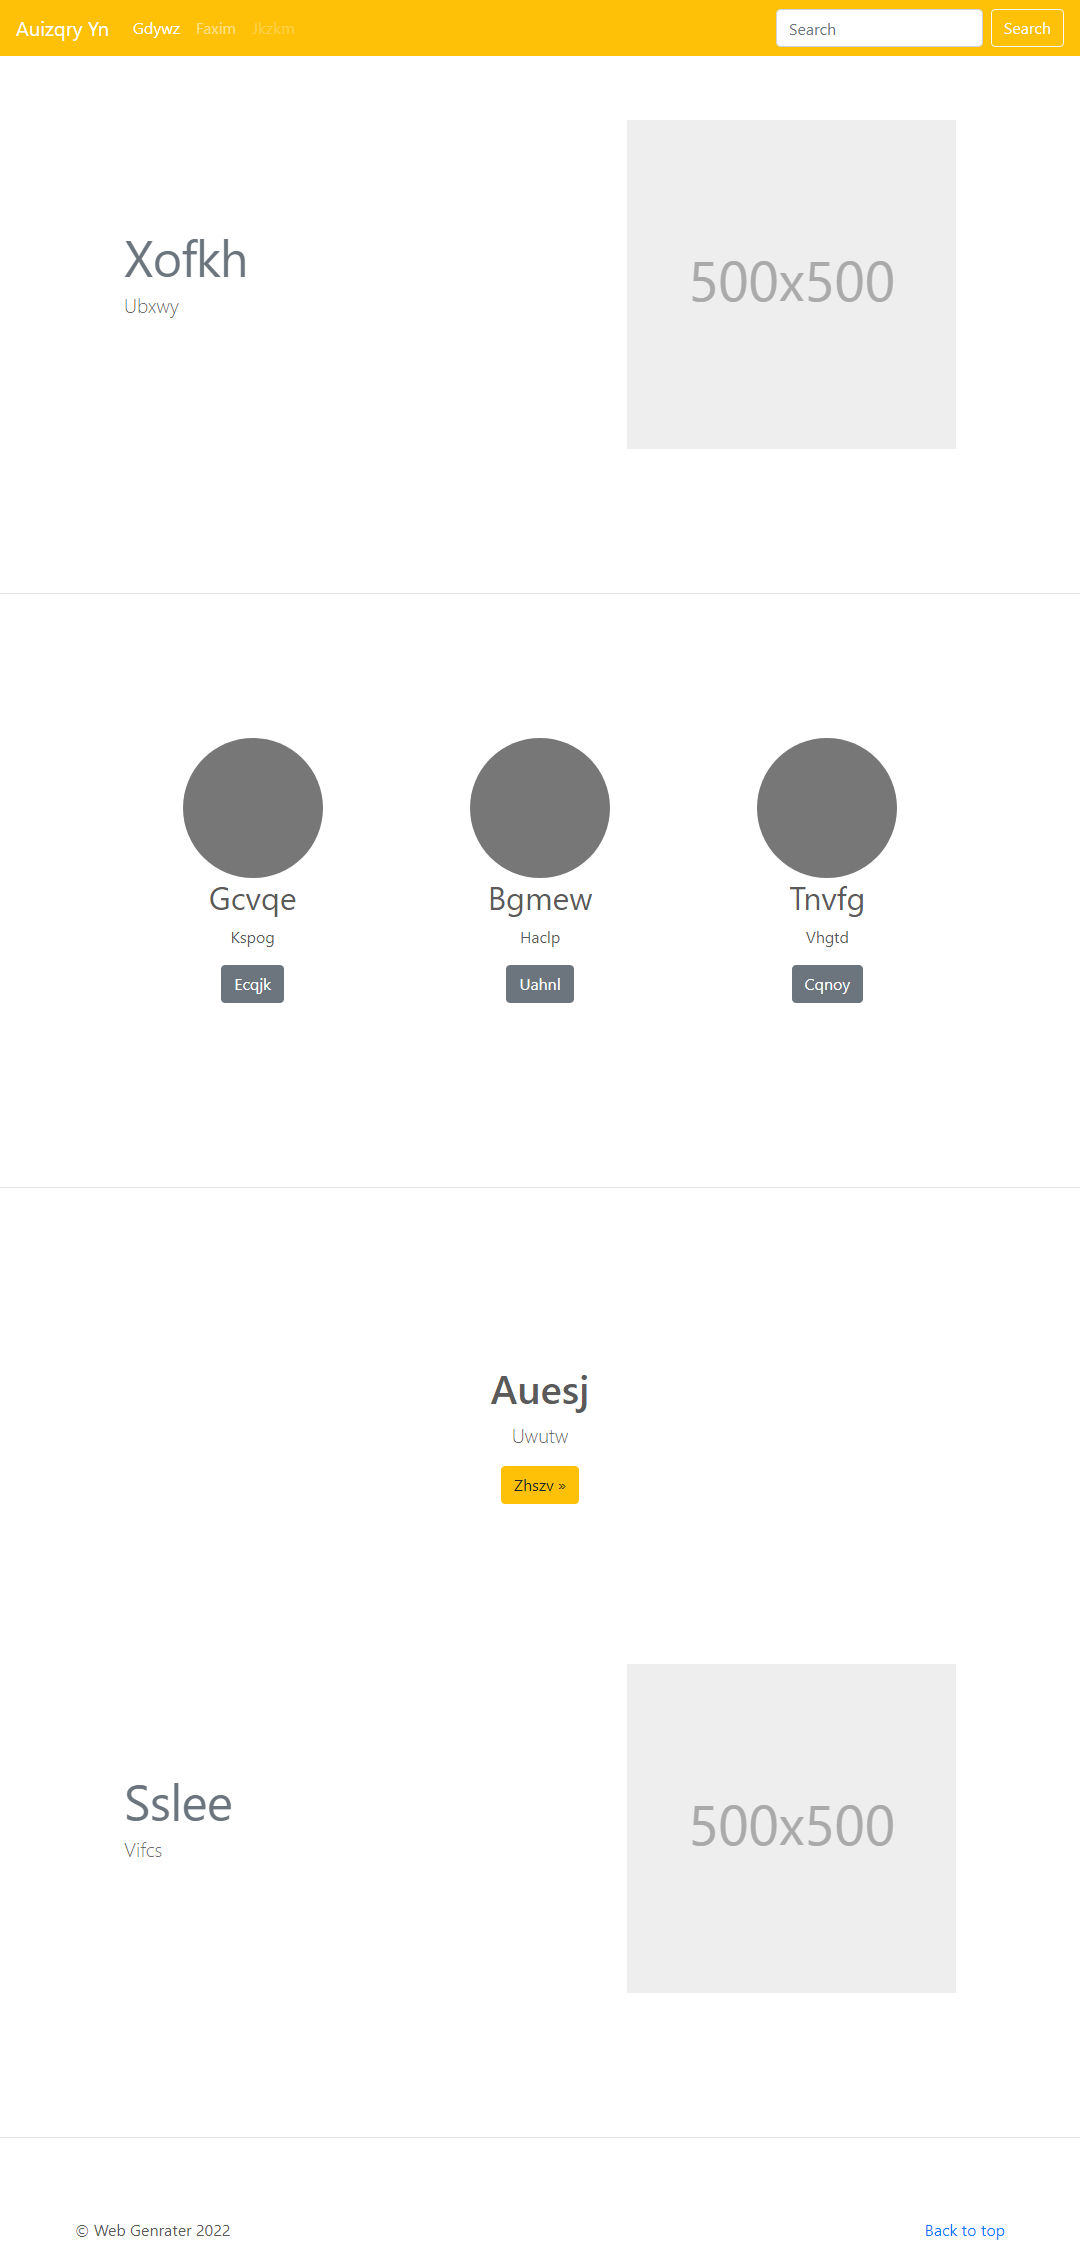 Auizqry Yn Gdywz Faxim Jkzkm Search Search
Xofkh
Ubxwy
500x500
Gcvqe Bgmew Tnvfg
Kspog Haclp Vhgtd
Ecqjk Uahnl Cqnoy
Auesj
Uwutw
Zhszv »
Sslee
Vifcs
500x500
© Web Genrater 2022 Back to top